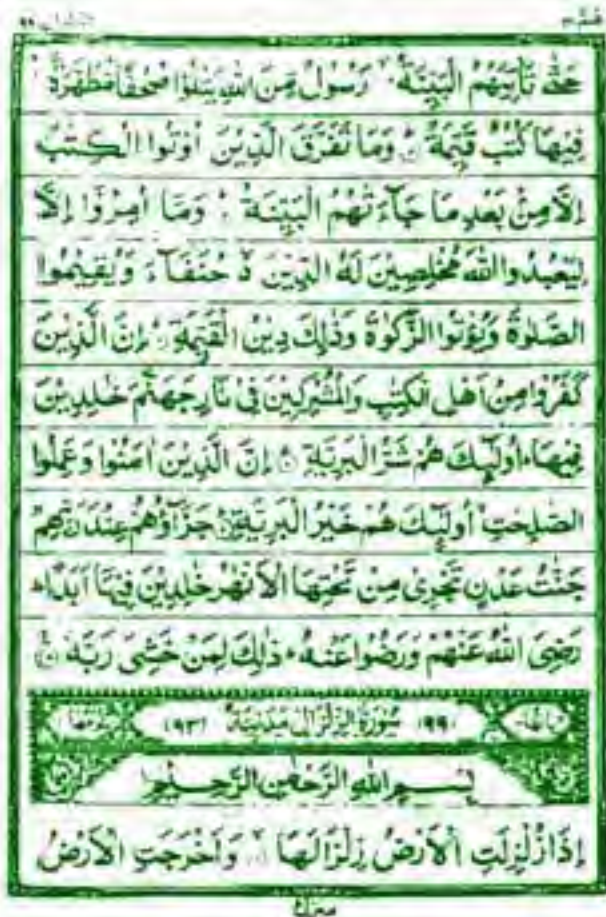 حَتّٰى تَاْتِيَهُمُ الْبَيِّنَةُ ۙ رَسُوْلٌ مِّنَ اللّٰهِ يَتْلُوْا صُحُفًا مُّطَهَّرَةً ۙ
فِيْهَا كُتُبٌ قَيِّمَةٌ ؕ وَمَا تَفَرَّقَ الَّذِيْنَ اُوْتُوا الْكِتٰبَ
اِلَّا مِنْۢ بَعْدِ مَا جَآءَتْهُمُ الْبَيِّنَةُ ؕ وَمَا اُمِرُوْا اِلَّا
لِيَعْبُدُوا اللّٰهَ مُخْلِصِيْنَ لَهُ الدِّيْنَ ۙ حُنَفَآءَ وَيُقِيْمُوا
الصَّلٰوةَ وَيُؤْتُوا الزَّكٰوةَ وَذٰلِكَ دِيْنُ الْقَيِّمَةِ ؕ اِنَّ الَّذِيْنَ
كَفَرُوْا مِنْ اَهْلِ الْكِتٰبِ وَالْمُشْرِكِيْنَ فِيْ نَارِ جَهَنَّمَ خٰلِدِيْنَ
فِيْهَا ؕ اُولٰٓئِكَ هُمْ شَرُّ الْبَرِيَّةِ ؕ اِنَّ الَّذِيْنَ اٰمَنُوْا وَعَمِلُوا
الصّٰلِحٰتِ اُولٰٓئِكَ هُمْ خَيْرُ الْبَرِيَّةِ ؕ جَزَآؤُهُمْ عِنْدَ رَبِّهِمْ
جَنّٰتُ عَدْنٍ تَجْرِيْ مِنْ تَحْتِهَا الْاَنْهٰرُ خٰلِدِيْنَ فِيْهَا اَبَدًا ؕ
رَضِيَ اللّٰهُ عَنْهُمْ وَرَضُوْا عَنْهُ ؕ ذٰلِكَ لِمَنْ خَشِيَ رَبَّهٗ
(٩٩) سُوْرَةُ الزِّلْزَالِ مَدَنِيَّةٌ (٩٣)
بِسْمِ اللّٰهِ الرَّحْمٰنِ الرَّحِيْمِ
اِذَا زُلْزِلَتِ الْاَرْضُ زِلْزَالَهَا ۙ وَاَخْرَجَتِ الْاَرْضُ